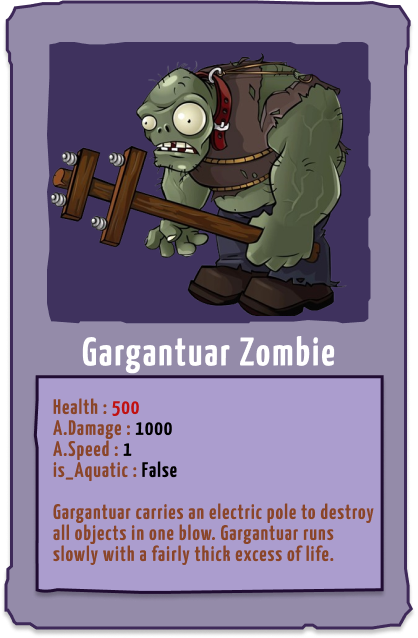 Gargantuar Zombie
Health : 500
A.Damage : 1000
A.Speed : 1
is_Aquatic : False
Gargantuar carries an electric pole to destroy
all objects in one blow. Gargantuar runs
slowly with a fairly thick excess of life.